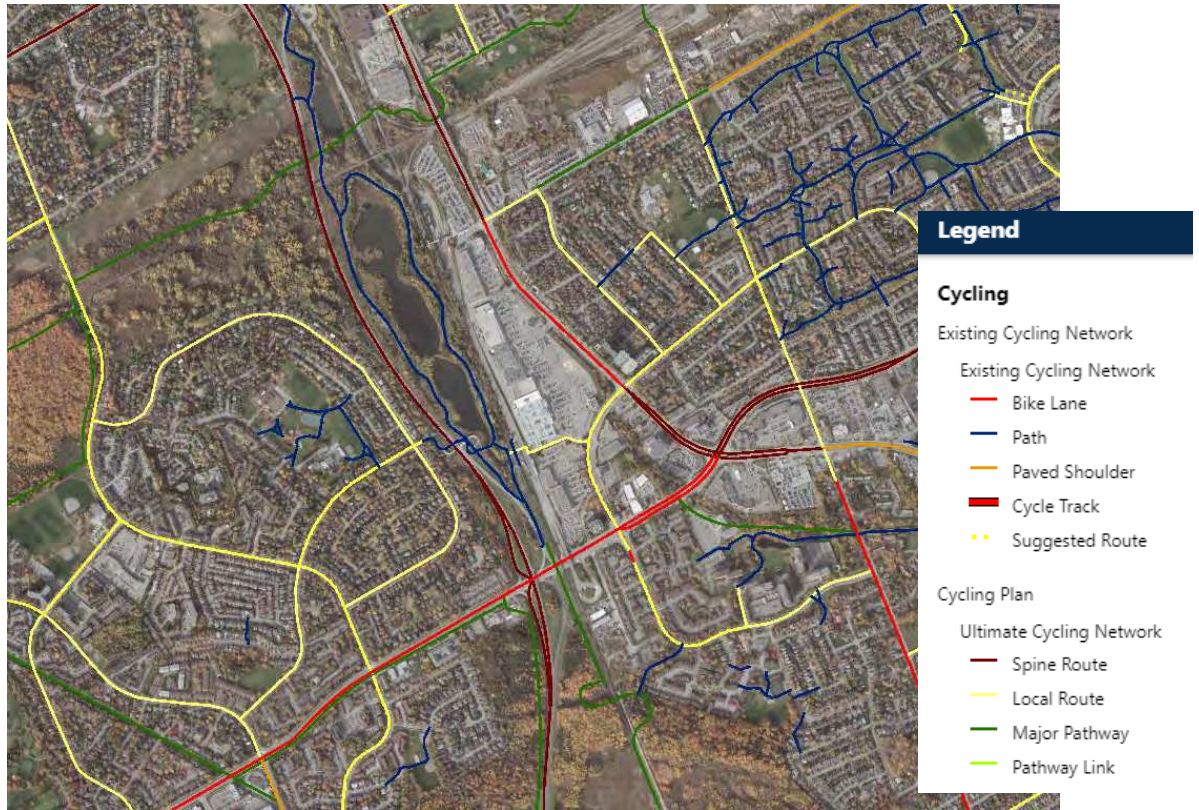 Legend
Cycling
Existing Cycling Network
Existing Cycling Network
Bike Lane
Path
Paved Shoulder
Cycle Track
Suggested Route
Cycling Plan
Ultimate Cycling Network
Spine Route
Local Route
Major Pathway
Pathway Link